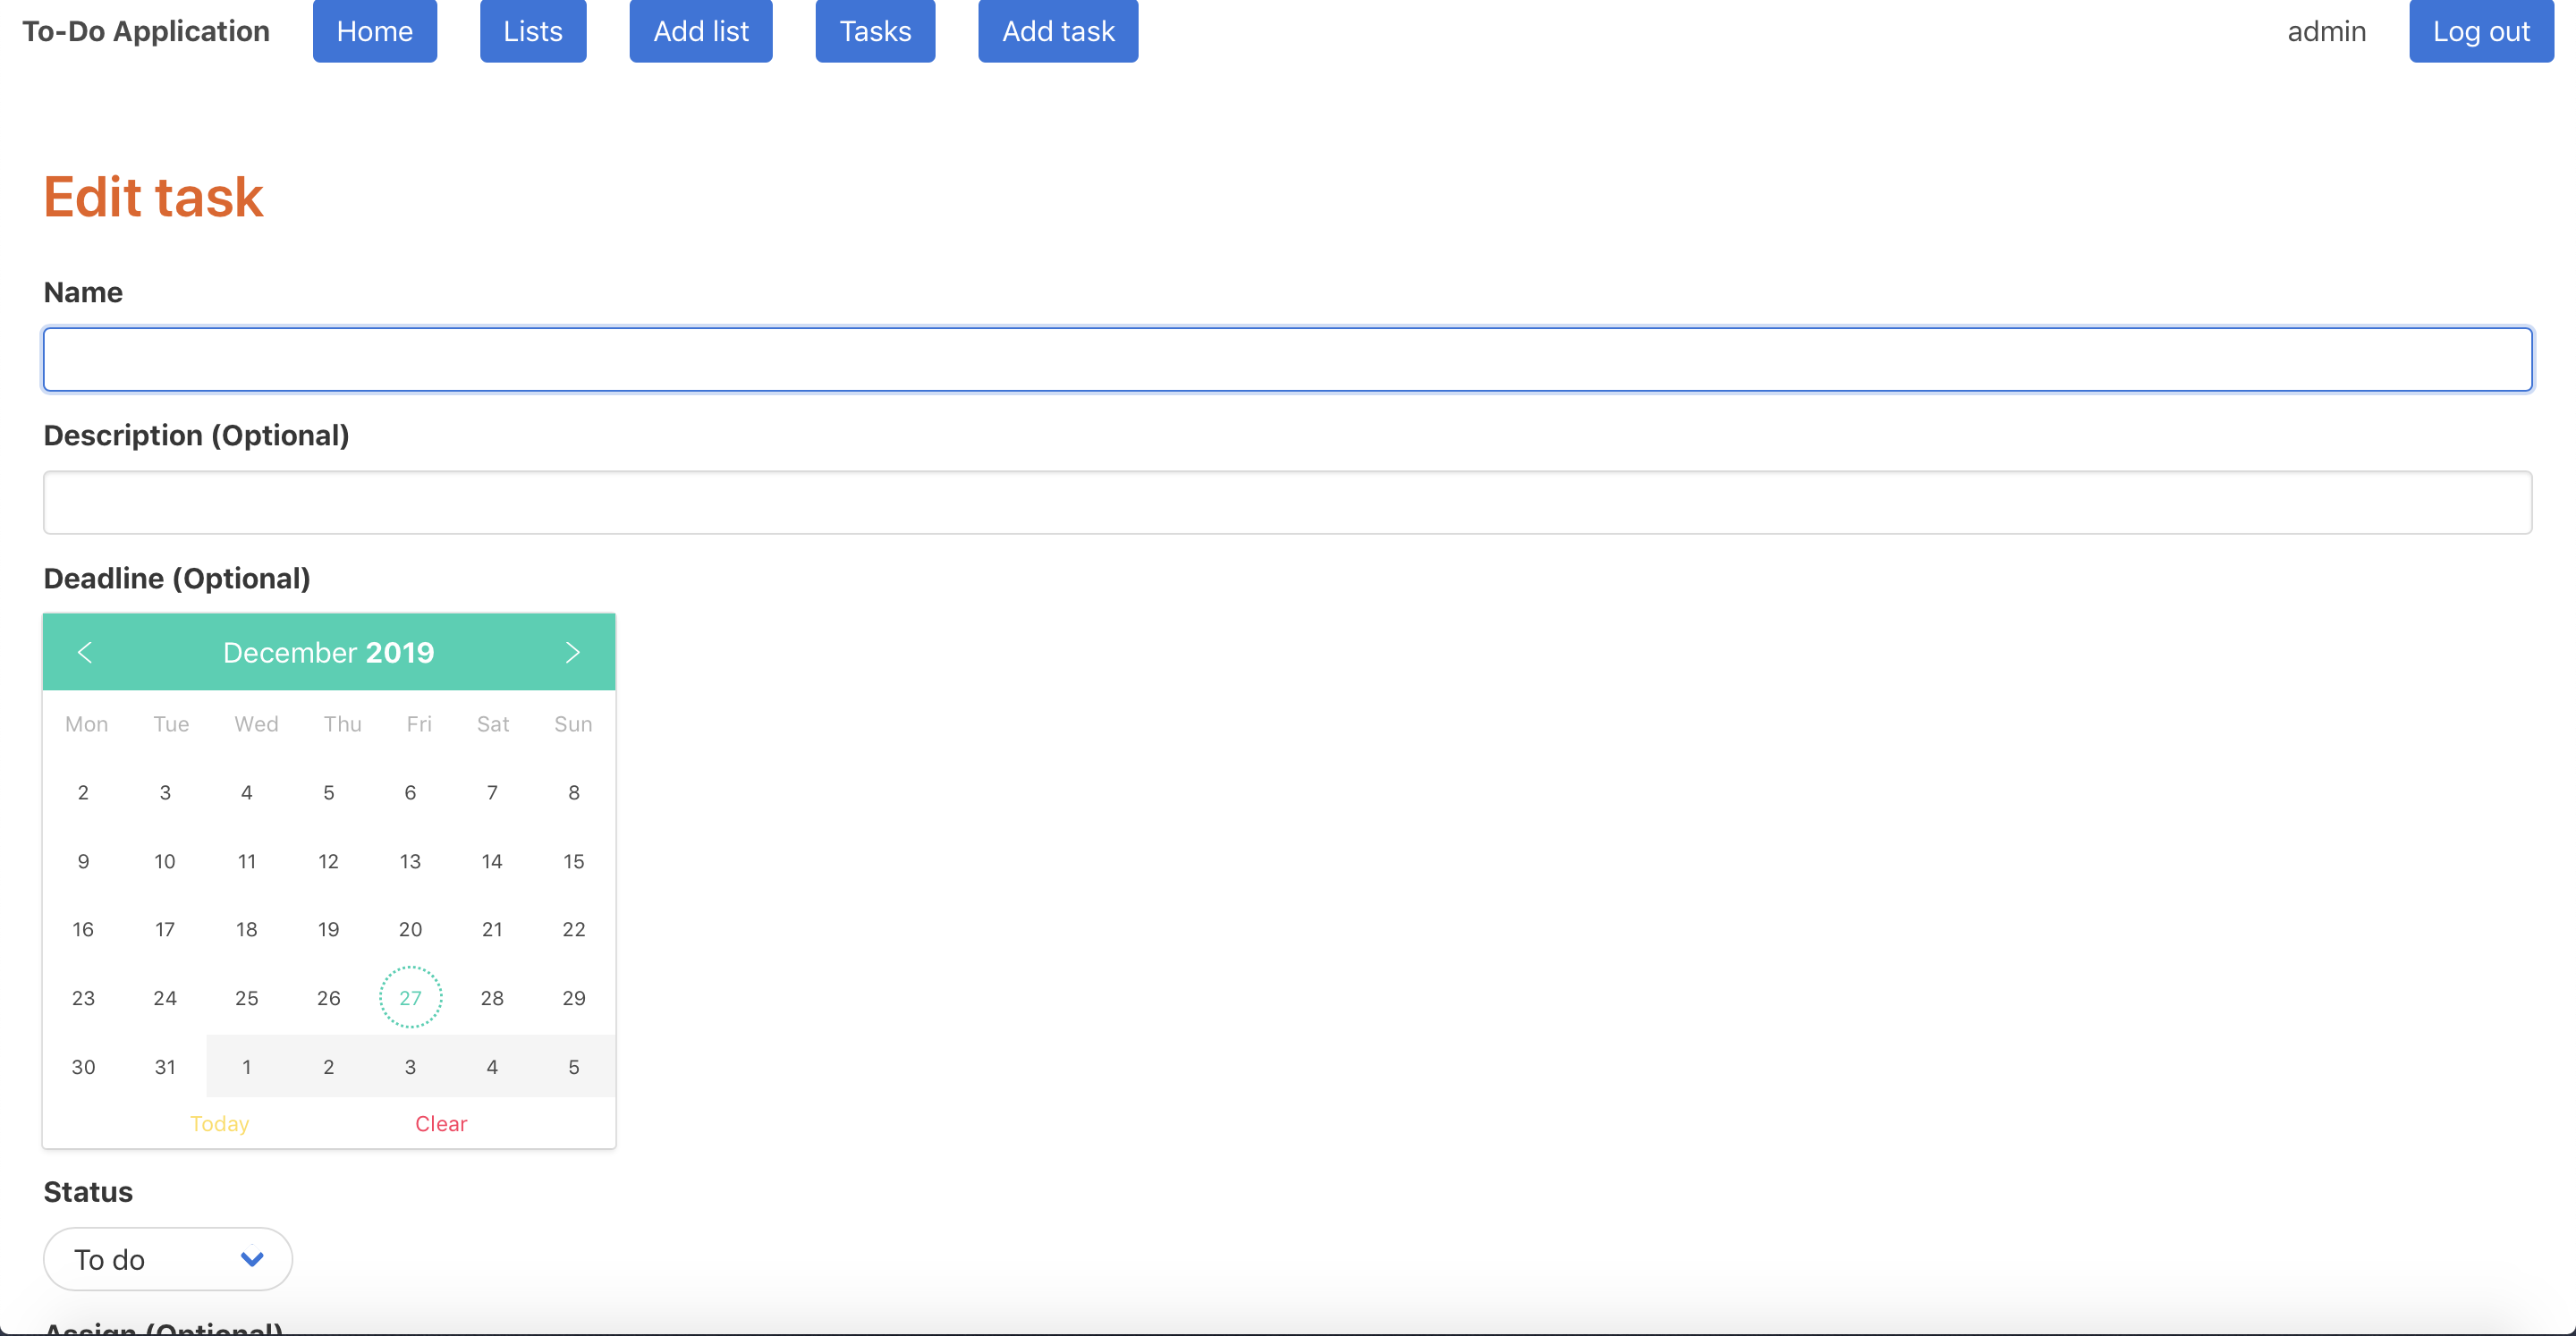 To-Do Application Home Lists Add list Tasks Add task admin Log out
Edit task
Name
Description (Optional)
Deadline (Optional)
December 2019
Mon Tue Wed Thu Fri Sat Sun
2 3 4 5 6 7 8
9 10 11 12 13 14 15
16 17 18 19 20 21 22
23 24 25 26 27 28 29
30 31 1 2 3 4 5
Today Clear
Status
To do
Assign (Optional)